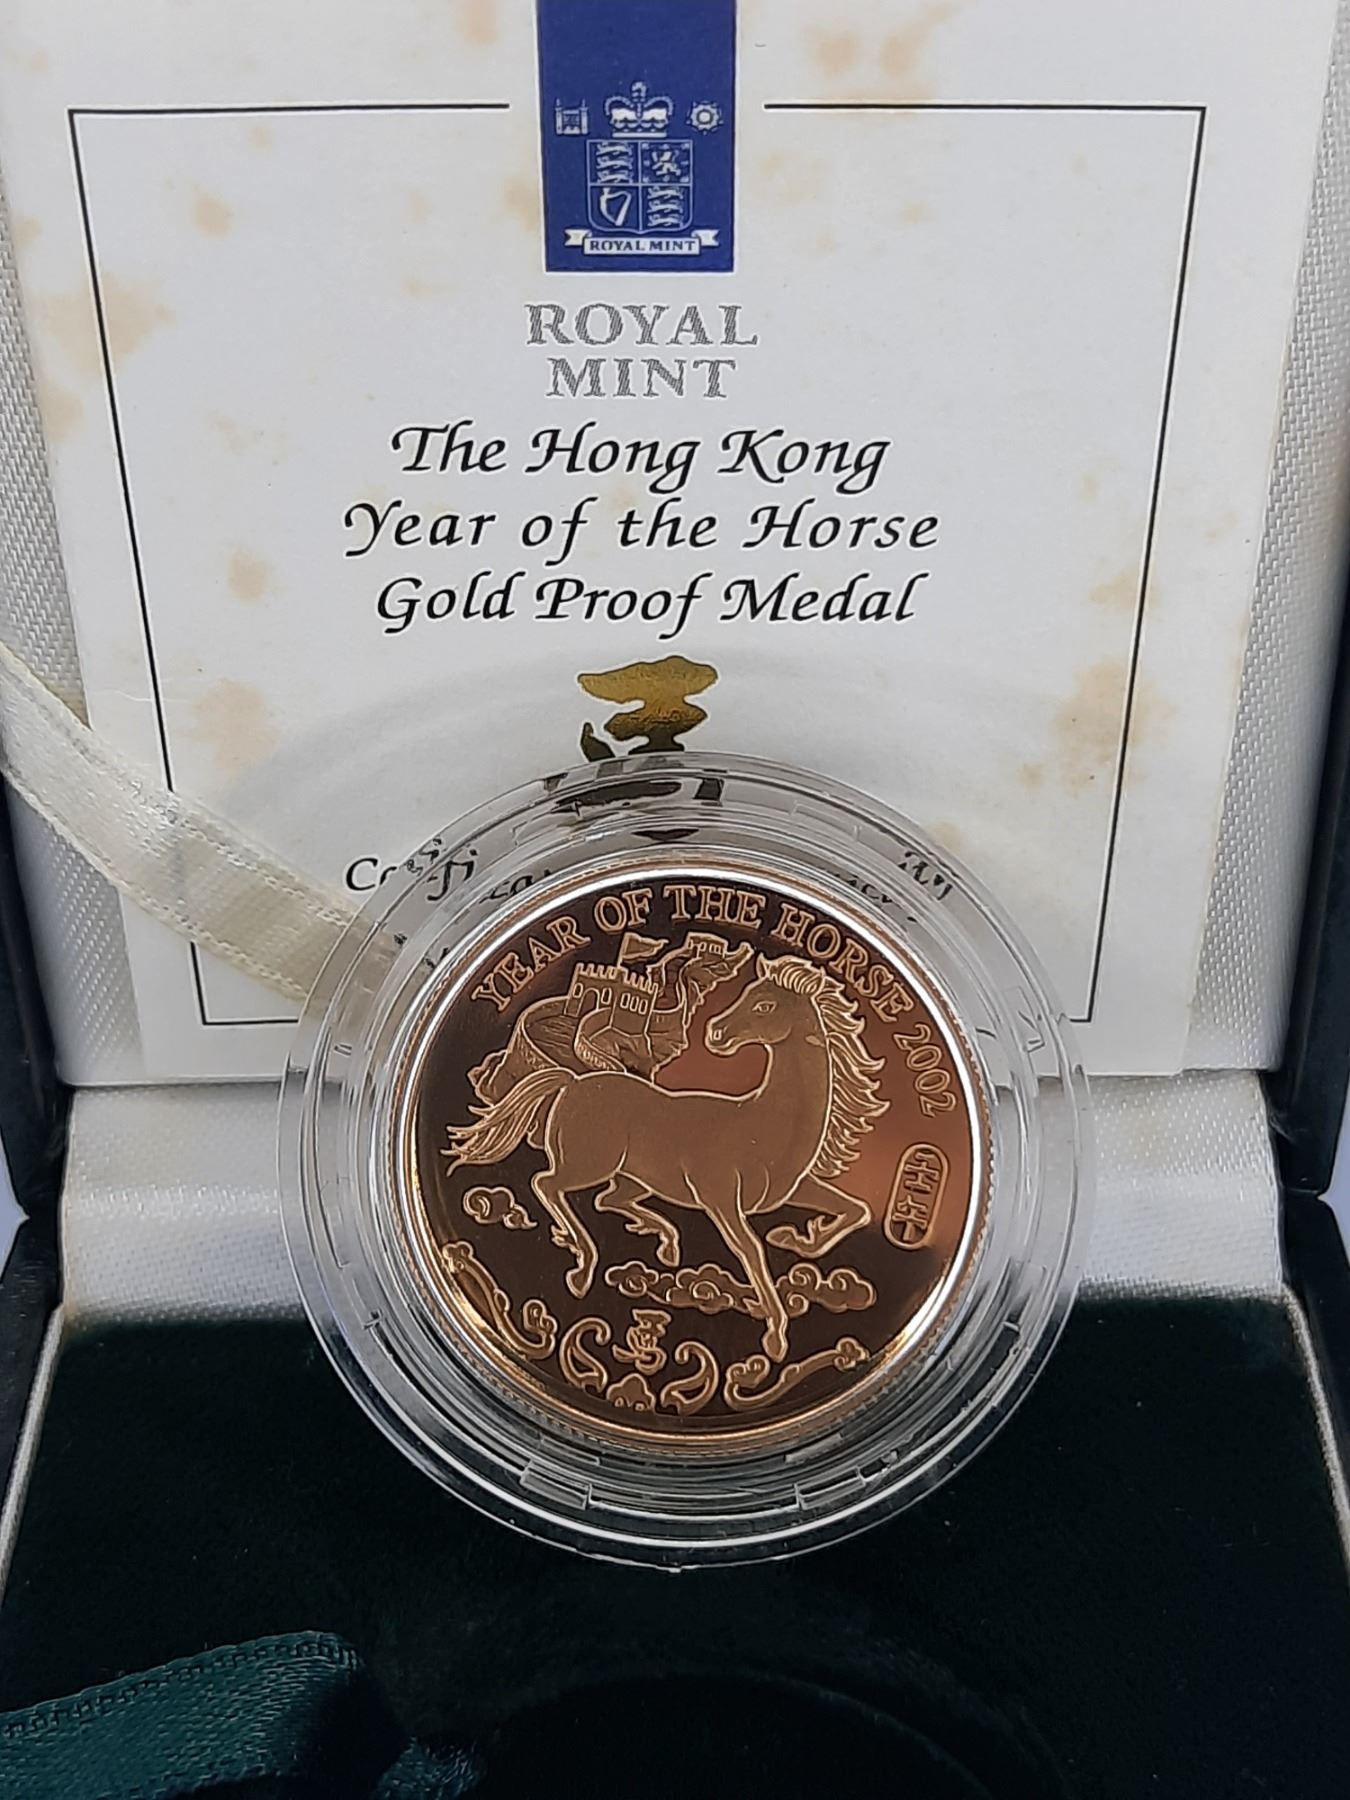 ROYAL MINT
ROYAL
MINT
The Hong Kong
Year of the Horse
Gold Proof Medal
YEAR OF THE HORSE 2002
馬